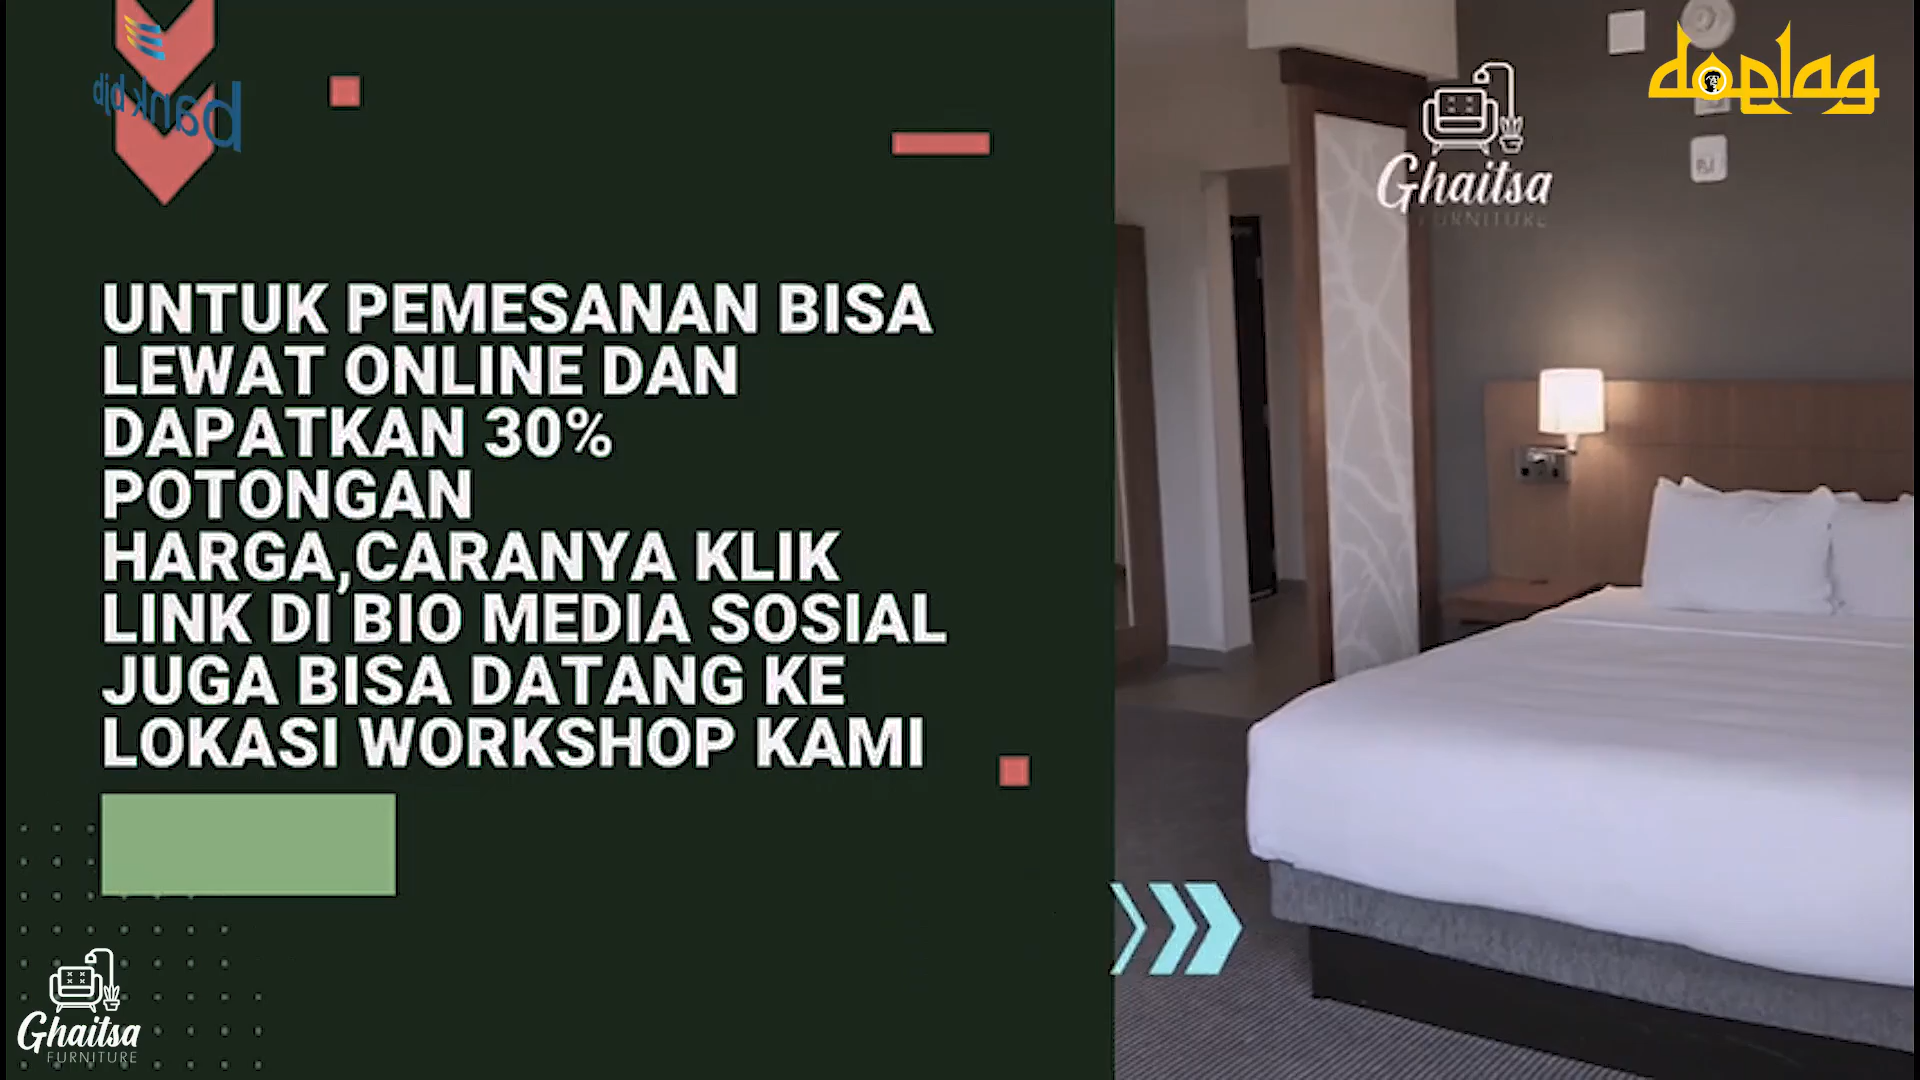 bank bjb
doplag
Ghaitsa
FURNITURE
UNTUK PEMESANAN BISA
LEWAT ONLINE DAN
DAPATKAN 30%
POTONGAN
HARGA,CARANYA KLIK
LINK DI BIO MEDIA SOSIAL
JUGA BISA DATANG KE
LOKASI WORKSHOP KAMI
Ghaitsa
FURNITURE